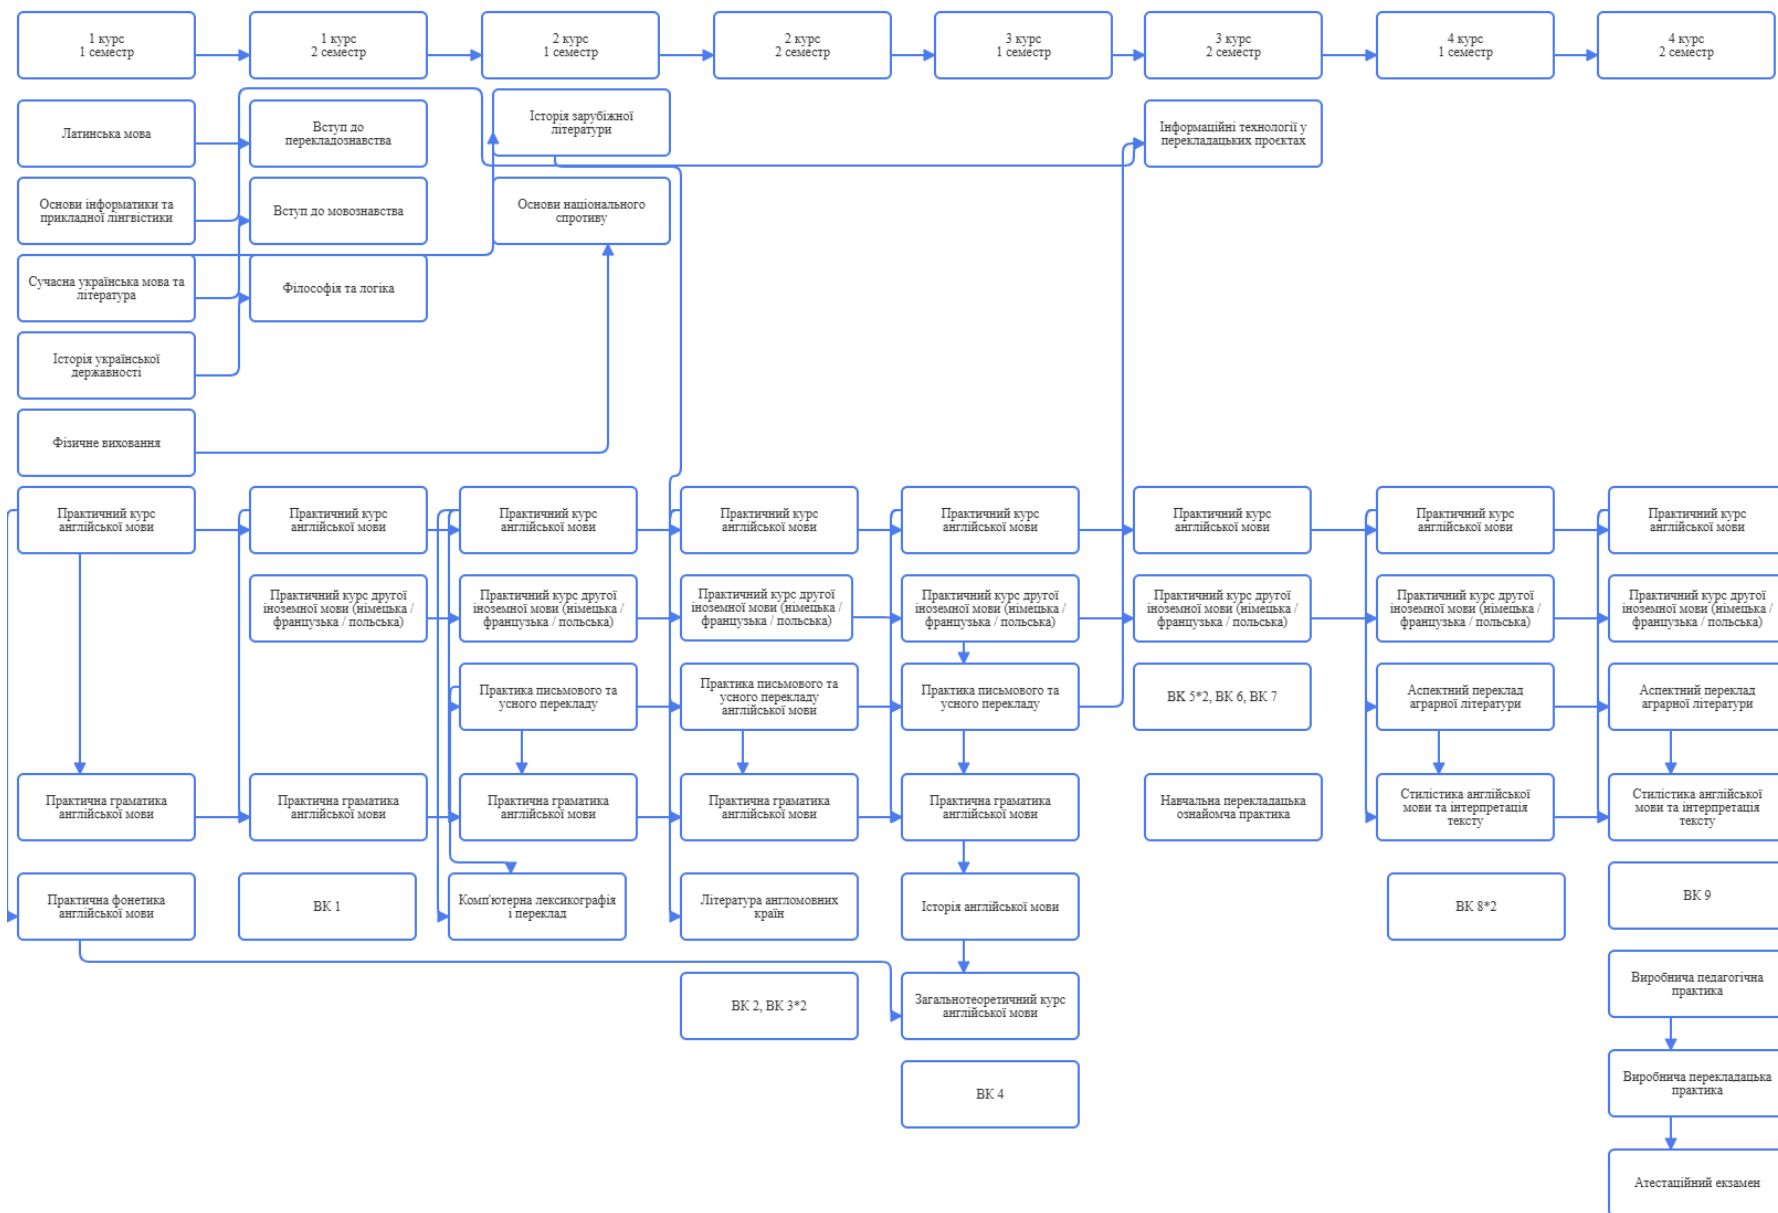 1 курс
1 семестр
1 курс
2 семестр
2 курс
1 семестр
2 курс
2 семестр
3 курс
1 семестр
3 курс
2 семестр
4 курс
1 семестр
4 курс
2 семестр
Латинська мова
Вступ до
перекладознавства
Історія зарубіжної
літератури
Інформаційні технології у
перекладацьких проєктах
Основи інформатики та
прикладної лінгвістики
Вступ до мовознавства
Основи національного
спротиву
Сучасна українська мова та
література
Філософія та логіка
Історія української
державності
Фізичне виховання
Практичний курс
англійської мови
Практичний курс
англійської мови
Практичний курс
англійської мови
Практичний курс
англійської мови
Практичний курс
англійської мови
Практичний курс
англійської мови
Практичний курс
англійської мови
Практичний курс
англійської мови
Практичний курс другої
іноземної мови (німецька /
французька / польська)
Практичний курс другої
іноземної мови (німецька /
французька / польська)
Практичний курс другої
іноземної мови (німецька /
французька / польська)
Практичний курс другої
іноземної мови (німецька /
французька / польська)
Практичний курс другої
іноземної мови (німецька /
французька / польська)
Практичний курс другої
іноземної мови (німецька /
французька / польська)
Практичний курс другої
іноземної мови (німецька /
французька / польська)
Практика письмового та
усного перекладу
Практика письмового та
усного перекладу
англійської мови
Практика письмового та
усного перекладу
ВК 5*2, ВК 6, ВК 7
Аспектний переклад
аграрної літератури
Аспектний переклад
аграрної літератури
Практична граматика
англійської мови
Практична граматика
англійської мови
Практична граматика
англійської мови
Практична граматика
англійської мови
Практична граматика
англійської мови
Навчальна перекладацька
ознайомча практика
Стилістика англійської
мови та інтерпретація
тексту
Стилістика англійської
мови та інтерпретація
тексту
Практична фонетика
англійської мови
ВК 1
Комп'ютерна лексикографія
і переклад
Література англомовних
країн
Історія англійської мови
ВК 8*2
ВК 9
ВК 2, ВК 3*2
Загальнотеоретичний курс
англійської мови
Виробнича педагогічна
практика
ВК 4
Виробнича перекладацька
практика
Атестаційний екзамен